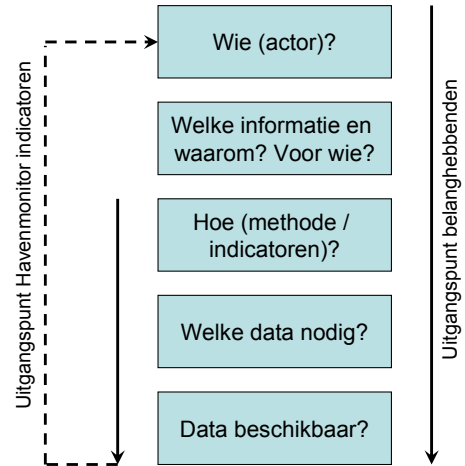 Wie (actor)?
Welke informatie en
waarom? Voor wie?
Hoe (methode /
indicatoren)?
Welke data nodig?
Data beschikbaar?
Uitgangspunt Havenmonitor indicatoren
Uitgangspunt belanghebbenden